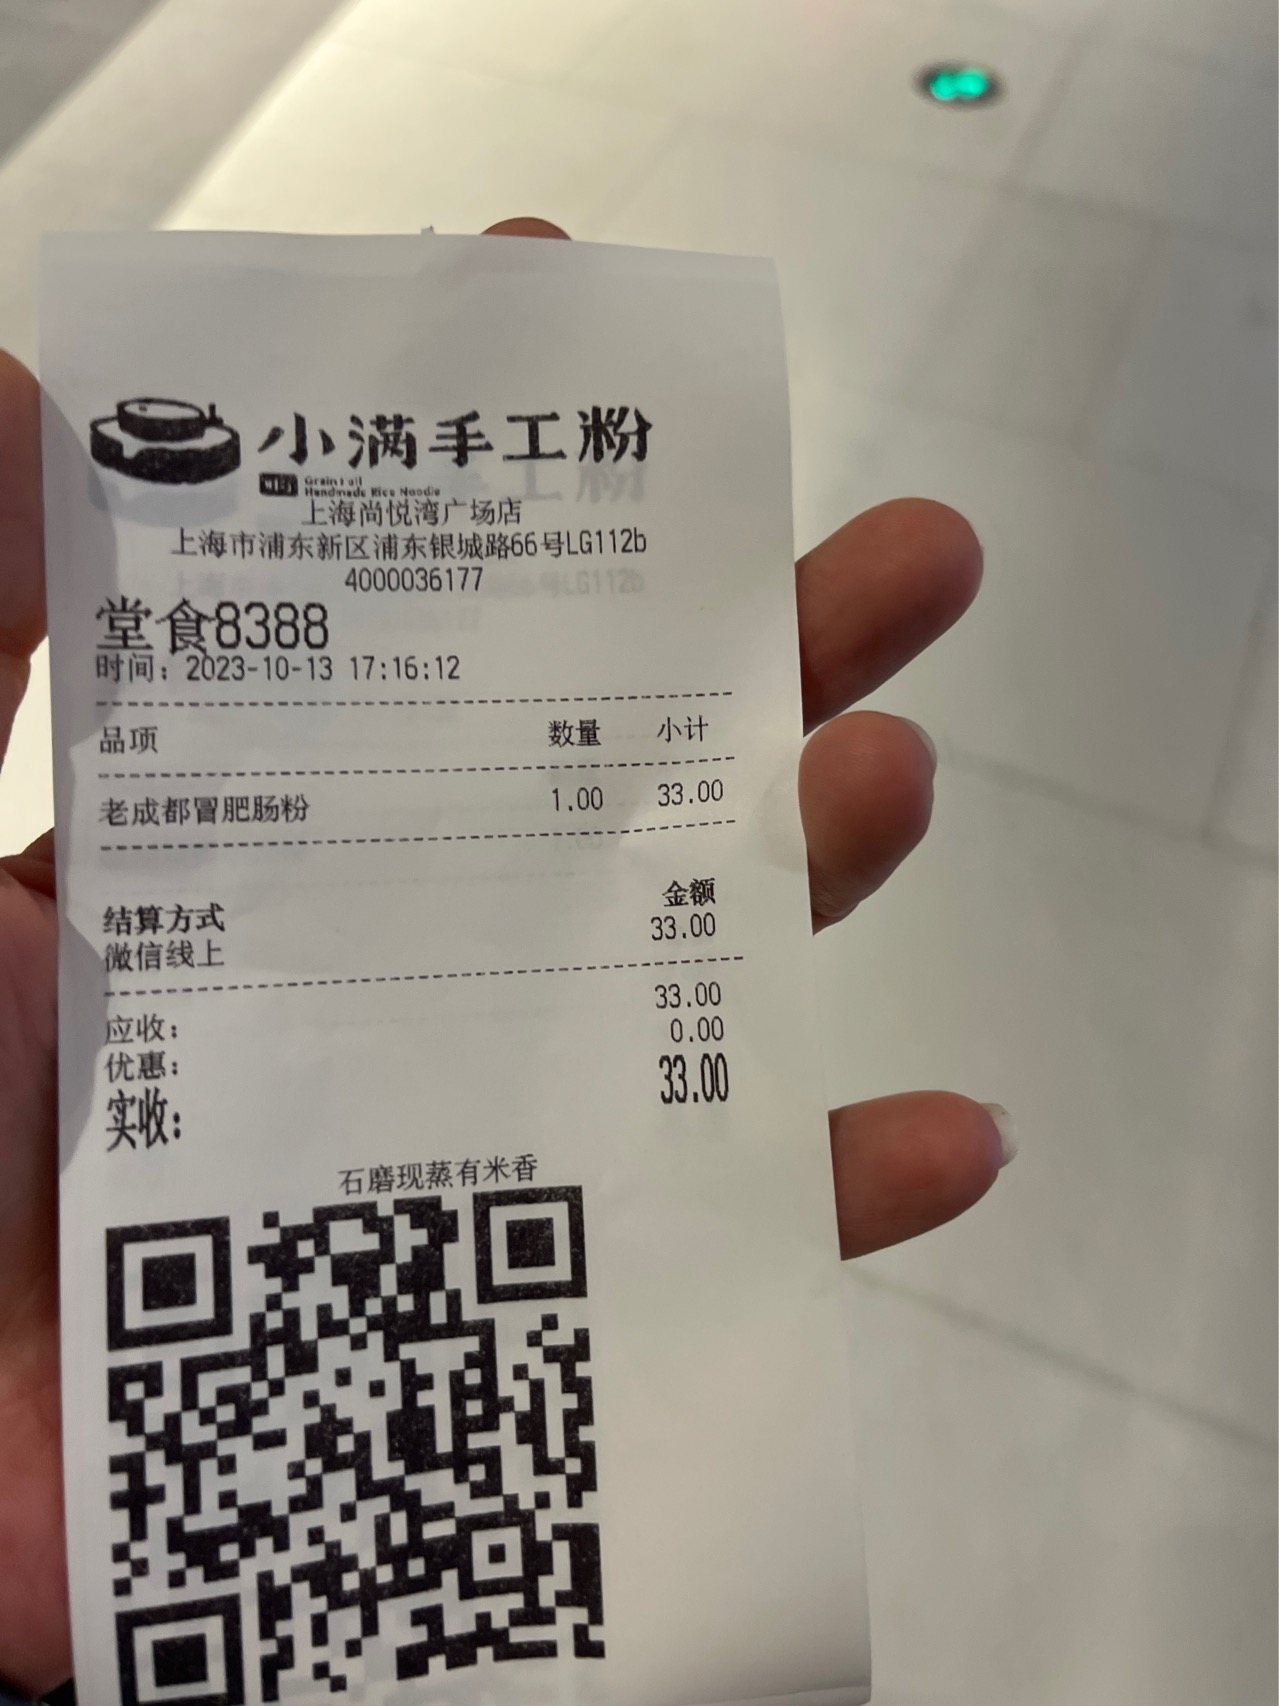 小满手工粉
Grain Full
Handmade Rice Noodle
上海尚悦湾广场店
上海市浦东新区浦东银城路66号LG112b
4000036177
堂食8388
时间：2023-10-13 17:16:12
品项 数量 小计
老成都冒肥肠粉 1.00 33.00
结算方式 金额
微信线上 33.00
应收： 33.00
优惠： 0.00
实收： 33.00
石磨现蒸有米香